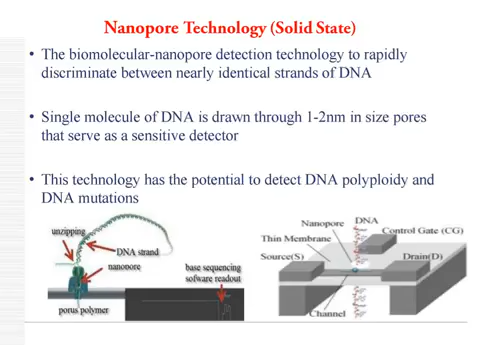 Nanopore Technology (Solid State)
• The biomolecular-nanopore detection technology to rapidly
discriminate between nearly identical strands of DNA
• Single molecule of DNA is drawn through 1-2nm in size pores
that serve as a sensitive detector
• This technology has the potential to detect DNA polyploidy and
DNA mutations
unzipping
DNA strand
nanopore
base sequencing
sofware readout
porus polymer
Nanopore
DNA
Control Gate (CG)
Thin Membrane
Source(S)
Drain(D)
Channel